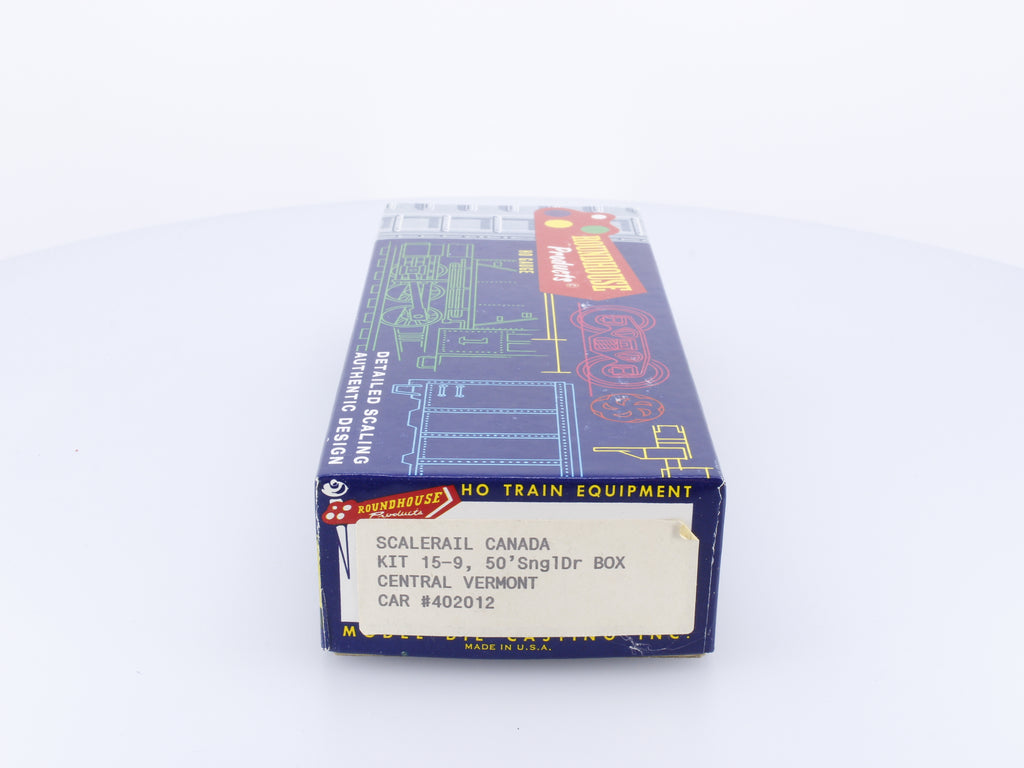 ROUNDHOUSE
Products
HO GAUGE
DETAILED SCALING
AUTHENTIC DESIGN
HO TRAIN EQUIPMENT
ROUNDHOUSE
Products
SCALERAIL CANADA
KIT 15-9, 50'SnglDr BOX
CENTRAL VERMONT
CAR #402012
MODEL DIE CASTING INC.
MADE IN U.S.A.